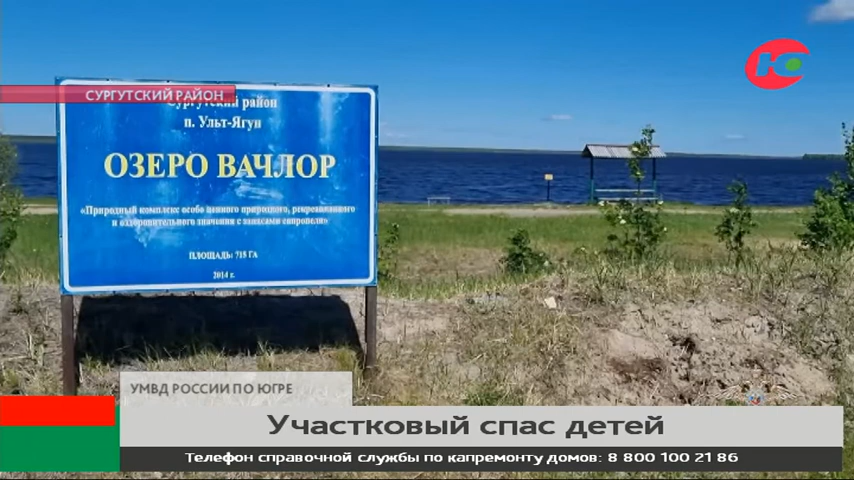 Ю
СУРГУТСКИЙ РАЙОН
Сургутский район
п. Ульт-Ягун
ОЗЕРО ВАЧЛОР
«Природный комплекс особо ценного природного, рекреационного
и оздоровительного значения с запасами сапропеля»
ПЛОЩАДЬ: 715 ГА
2014 г.
УМВД РОССИИ ПО ЮГРЕ
Участковый спас детей
Телефон справочной службы по капремонту домов: 8 800 100 21 86